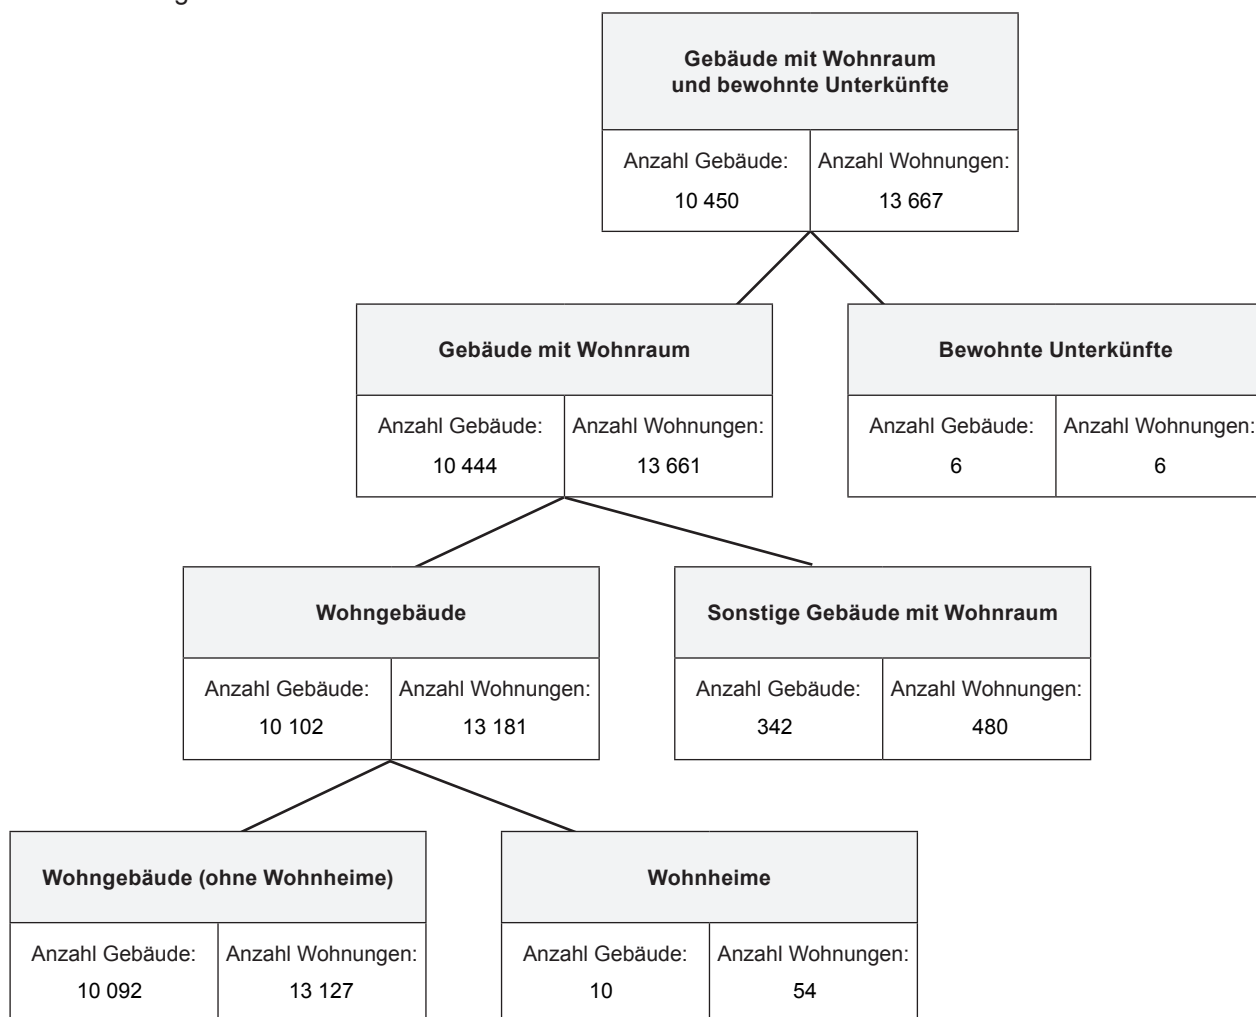 Gebäude mit Wohnraum
und bewohnte Unterkünfte
Anzahl Gebäude: Anzahl Wohnungen:
10 450 13 667
Gebäude mit Wohnraum Bewohnte Unterkünfte
Anzahl Gebäude: Anzahl Wohnungen: Anzahl Gebäude: Anzahl Wohnungen:
10 444 13 661 6 6
Wohngebäude Sonstige Gebäude mit Wohnraum
Anzahl Gebäude: Anzahl Wohnungen: Anzahl Gebäude: Anzahl Wohnungen:
10 102 13 181 342 480
Wohngebäude (ohne Wohnheime) Wohnheime
Anzahl Gebäude: Anzahl Wohnungen: Anzahl Gebäude: Anzahl Wohnungen:
10 092 13 127 10 54